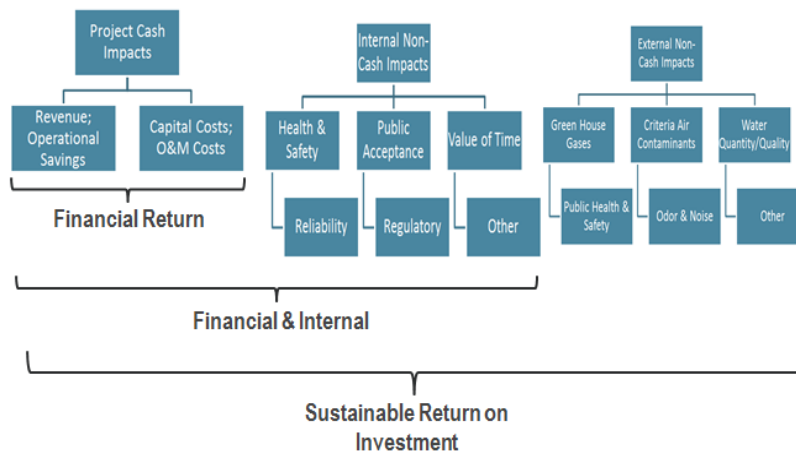 Project Cash
Impacts
Revenue;
Operational
Savings
Capital Costs;
O&M Costs
Financial Return
Internal Non-
Cash Impacts
Health &
Safety
Public
Acceptance
Value of Time
Reliability
Regulatory
Other
Financial & Internal
External Non-
Cash Impacts
Green House
Gases
Criteria Air
Contaminants
Water
Quantity/Quality
Public Health &
Safety
Odor & Noise
Other
Sustainable Return on
Investment